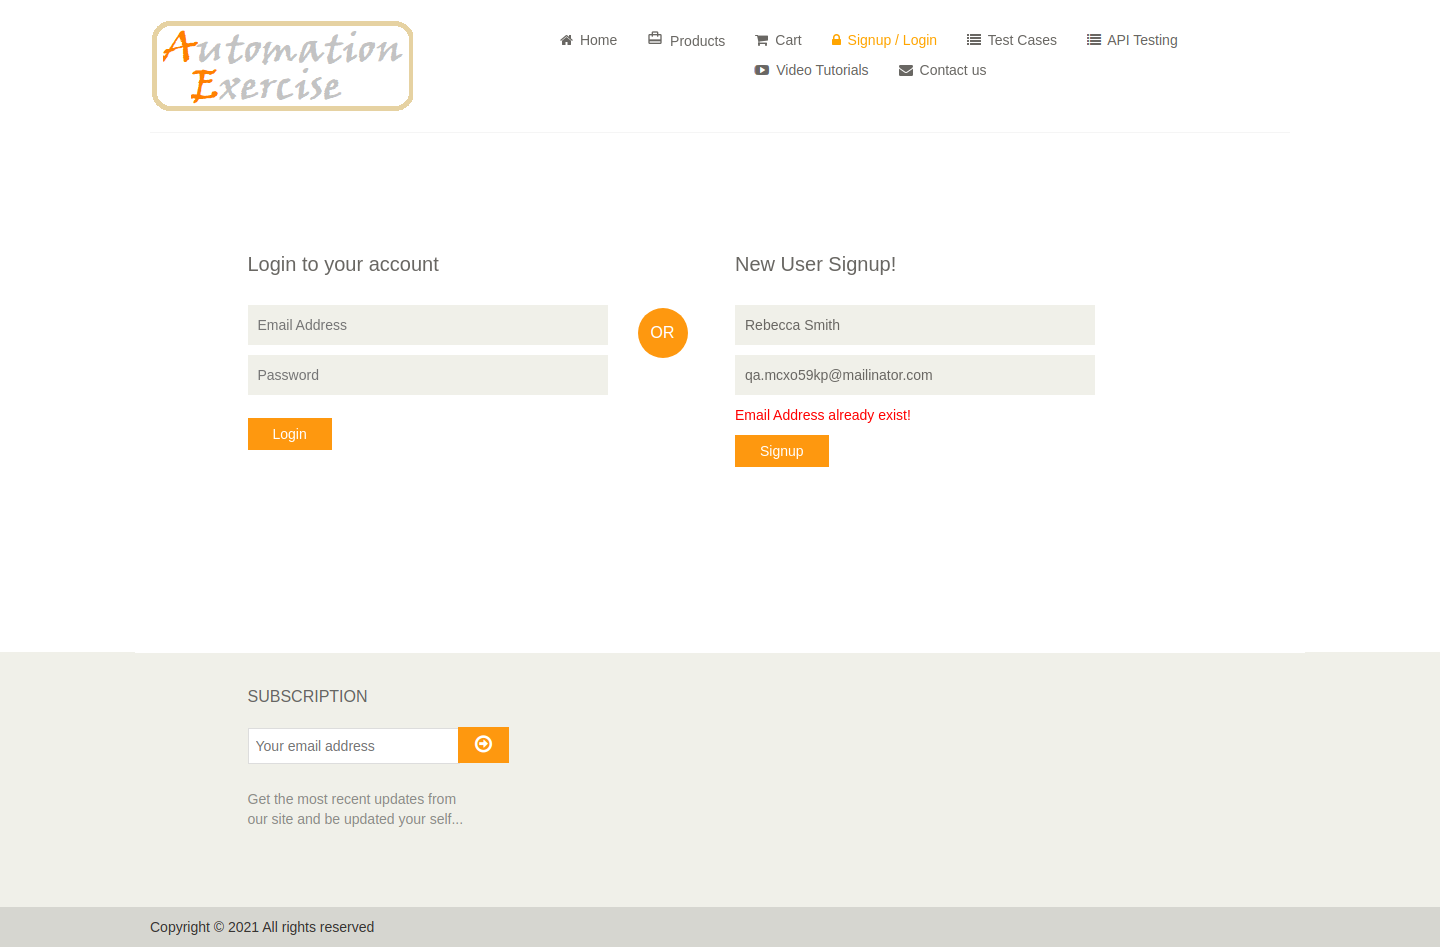 Automation
Exercise
Home
Products
Cart
Signup / Login
Test Cases
API Testing
Video Tutorials
Contact us
Login to your account
Email Address
Password
Login
OR
New User Signup!
Rebecca Smith
qa.mcxo59kp@mailinator.com
Email Address already exist!
Signup
SUBSCRIPTION
Your email address
Get the most recent updates from
our site and be updated your self...
Copyright © 2021 All rights reserved